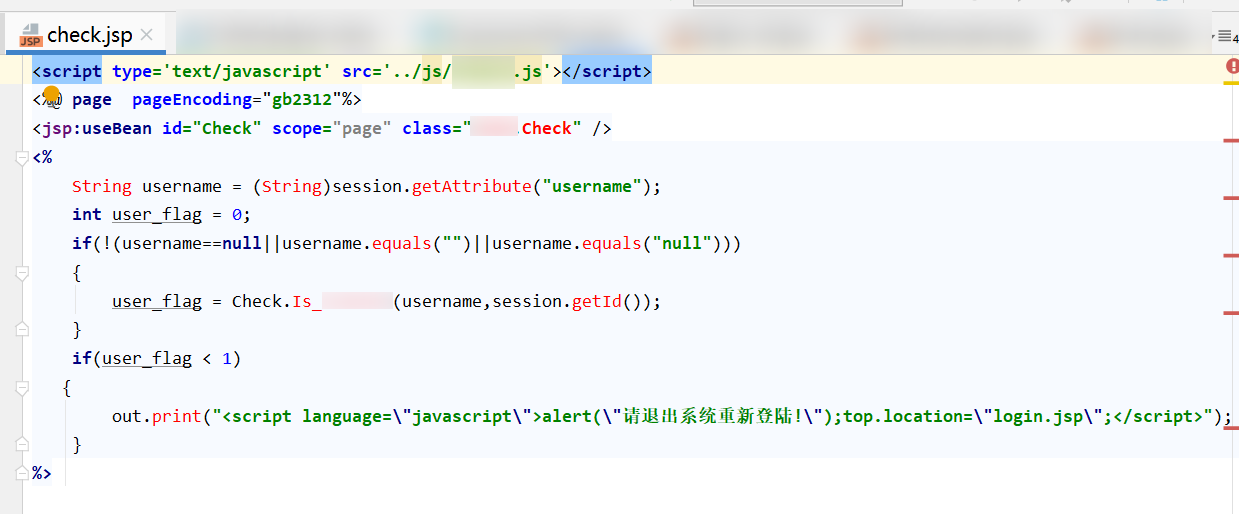 JSP check.jsp
4
<script type='text/javascript' src='../js/ .js'></script>
<%@ page  pageEncoding="gb2312"%>
<jsp:useBean id="Check" scope="page" class=" .Check" />
<%
    String username = (String)session.getAttribute("username");
    int user_flag = 0;
    if(!(username==null||username.equals("")||username.equals("null")))
    {
        user_flag = Check.Is_ (username,session.getId());
    }
    if(user_flag < 1)
   {
        out.print("<script language=\"javascript\">alert(\"请退出系统重新登陆!\");top.location=\"login.jsp\";</script>");
    }
%>